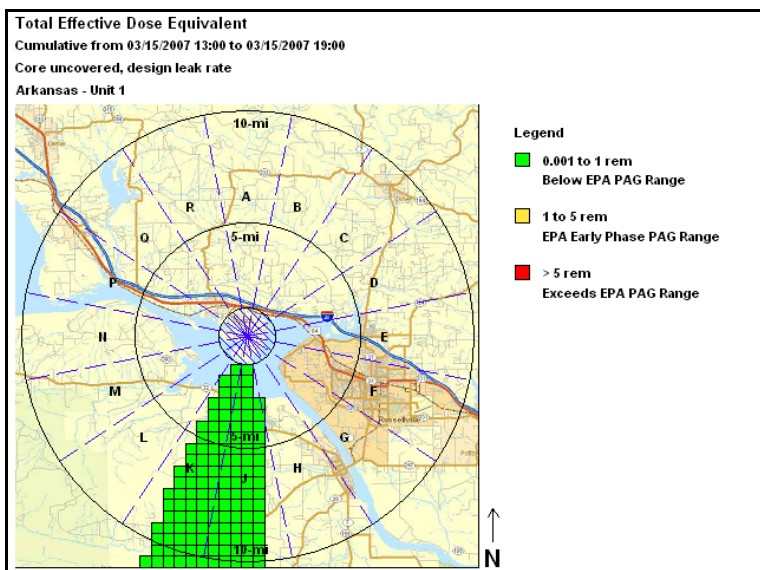 Total Effective Dose Equivalent
Cumulative from 03/15/2007 13:00 to 03/15/2007 19:00
Core uncovered, design leak rate
Arkansas - Unit 1
10-mi
R
A
B
Q
5-mi
C
P
D
N
E
M
F
Russellville
L
5-mi
G
K
J
H
10-mi
N
Legend
0.001 to 1 rem
Below EPA PAG Range
1 to 5 rem
EPA Early Phase PAG Range
> 5 rem
Exceeds EPA PAG Range